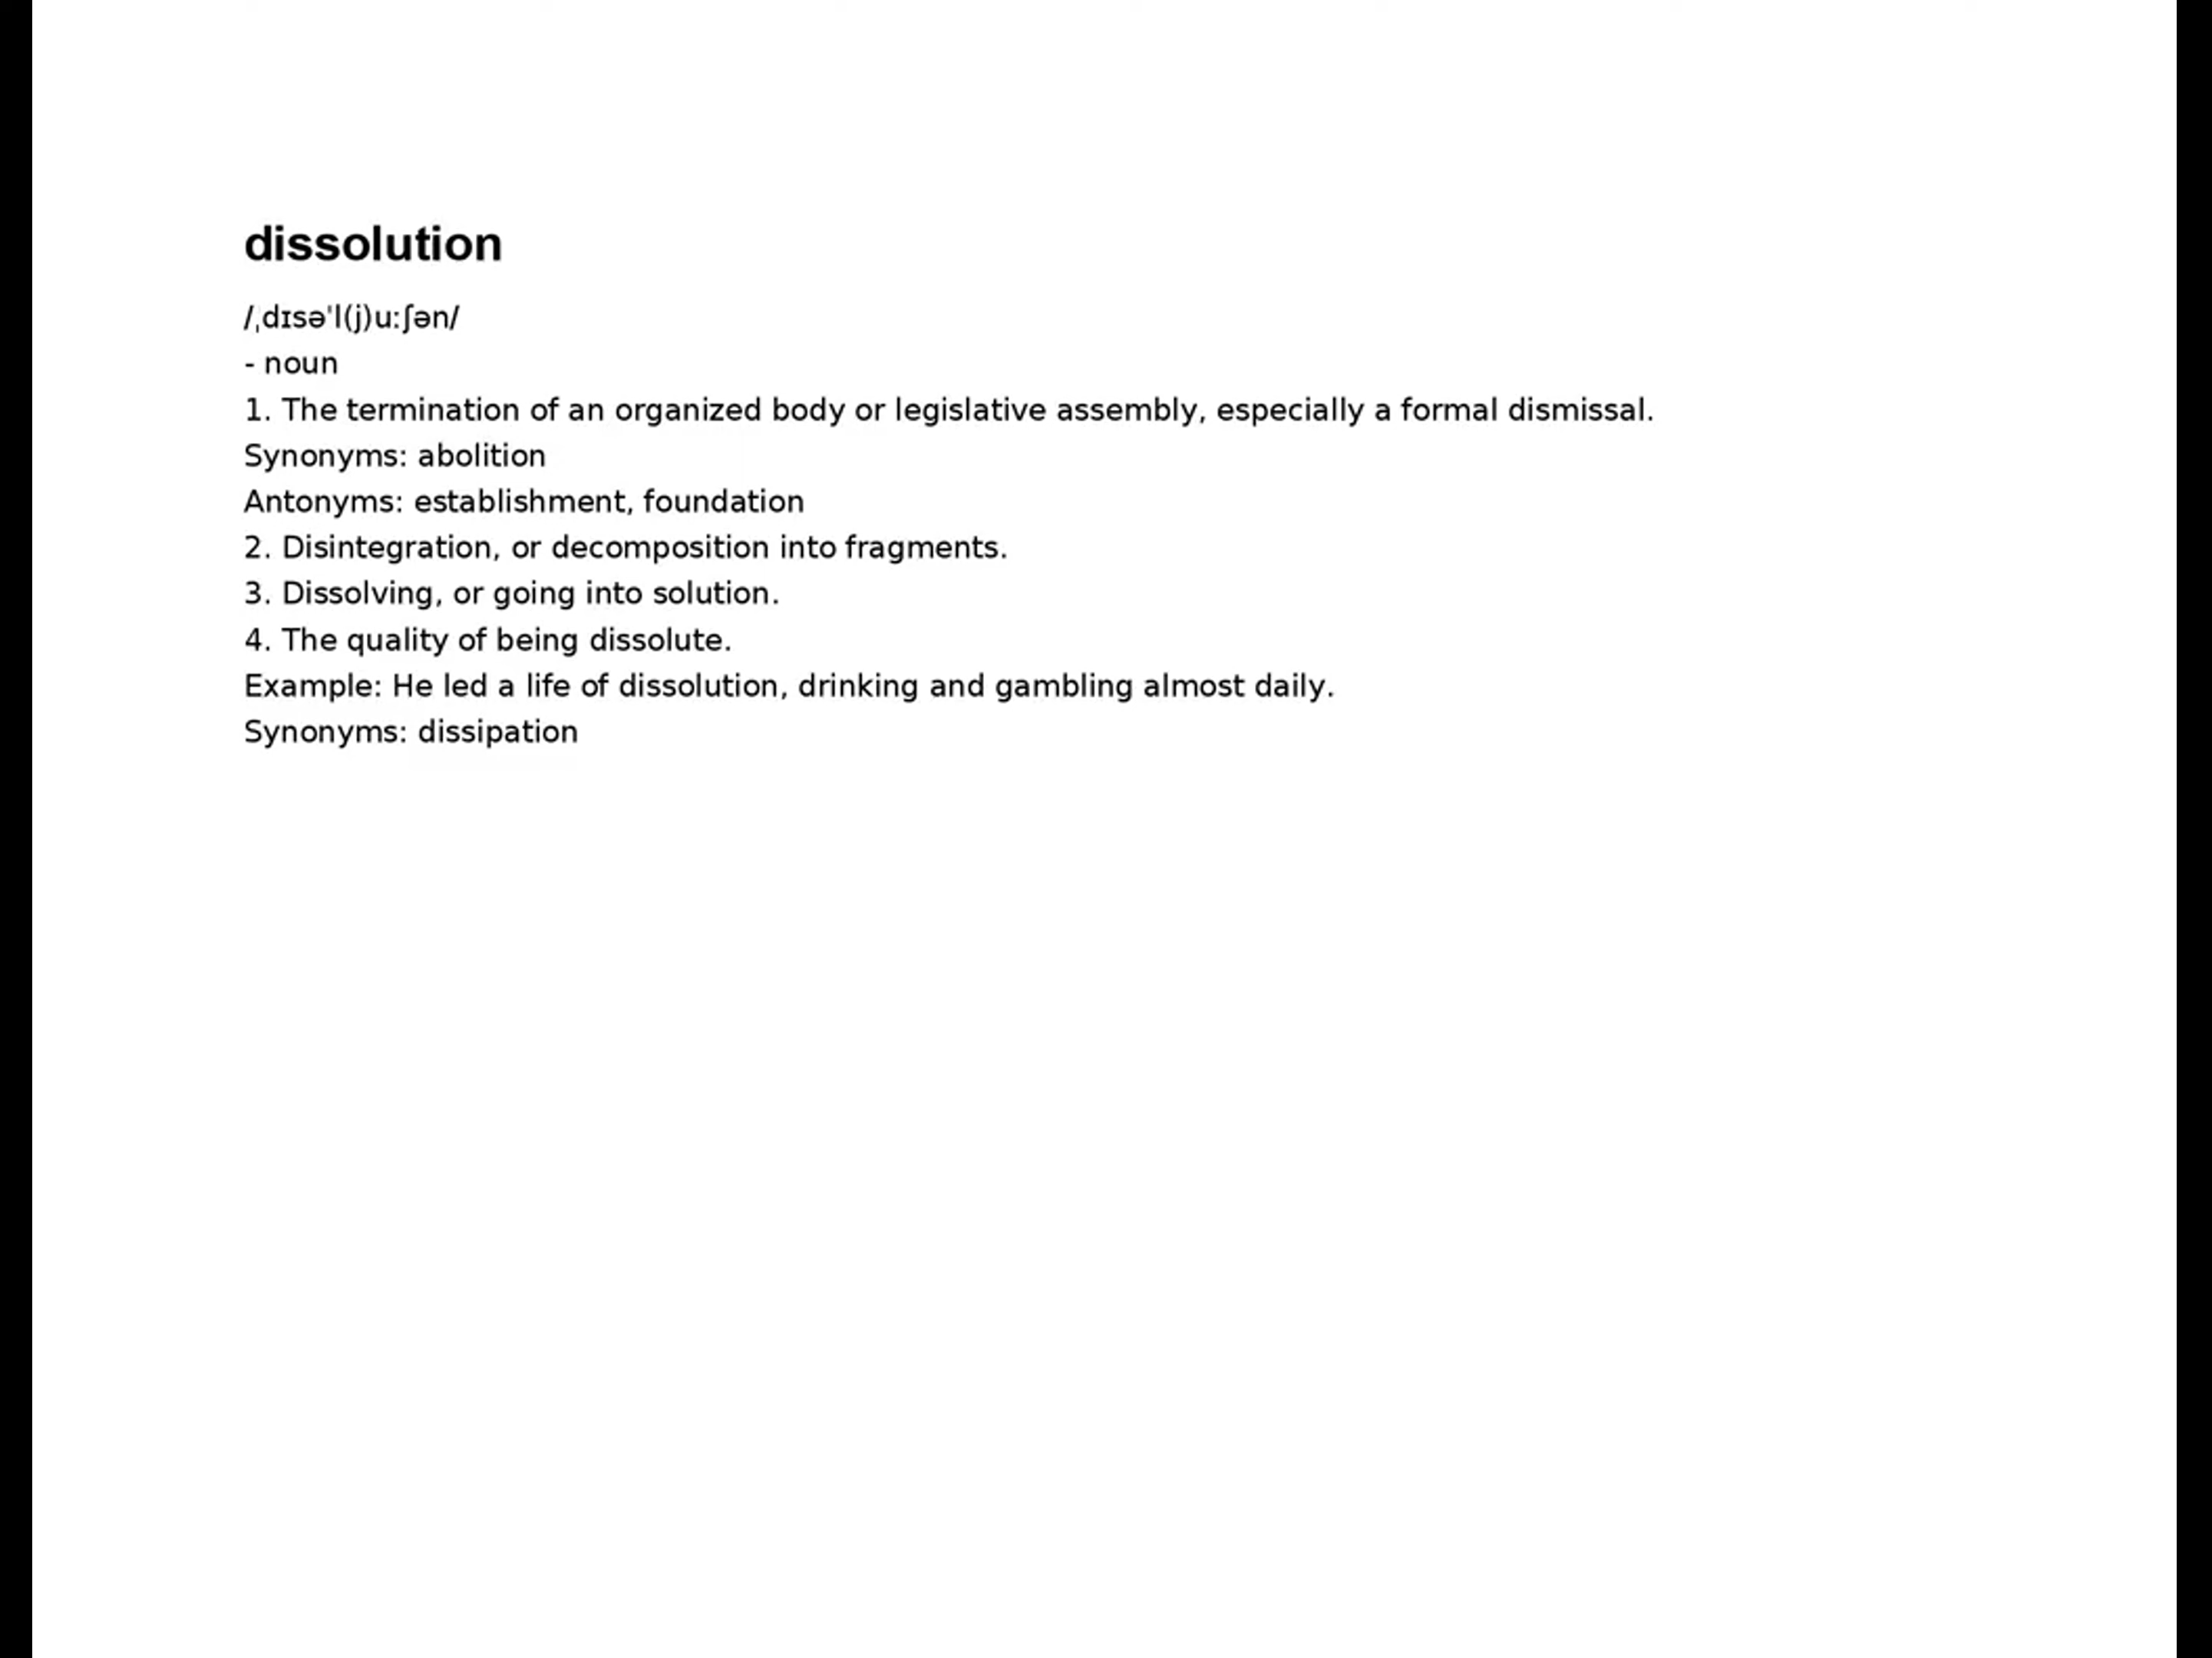 dissolution
/ˌdɪsəˈl(j)uːʃən/
- noun
1. The termination of an organized body or legislative assembly, especially a formal dismissal.
Synonyms: abolition
Antonyms: establishment, foundation
2. Disintegration, or decomposition into fragments.
3. Dissolving, or going into solution.
4. The quality of being dissolute.
Example: He led a life of dissolution, drinking and gambling almost daily.
Synonyms: dissipation